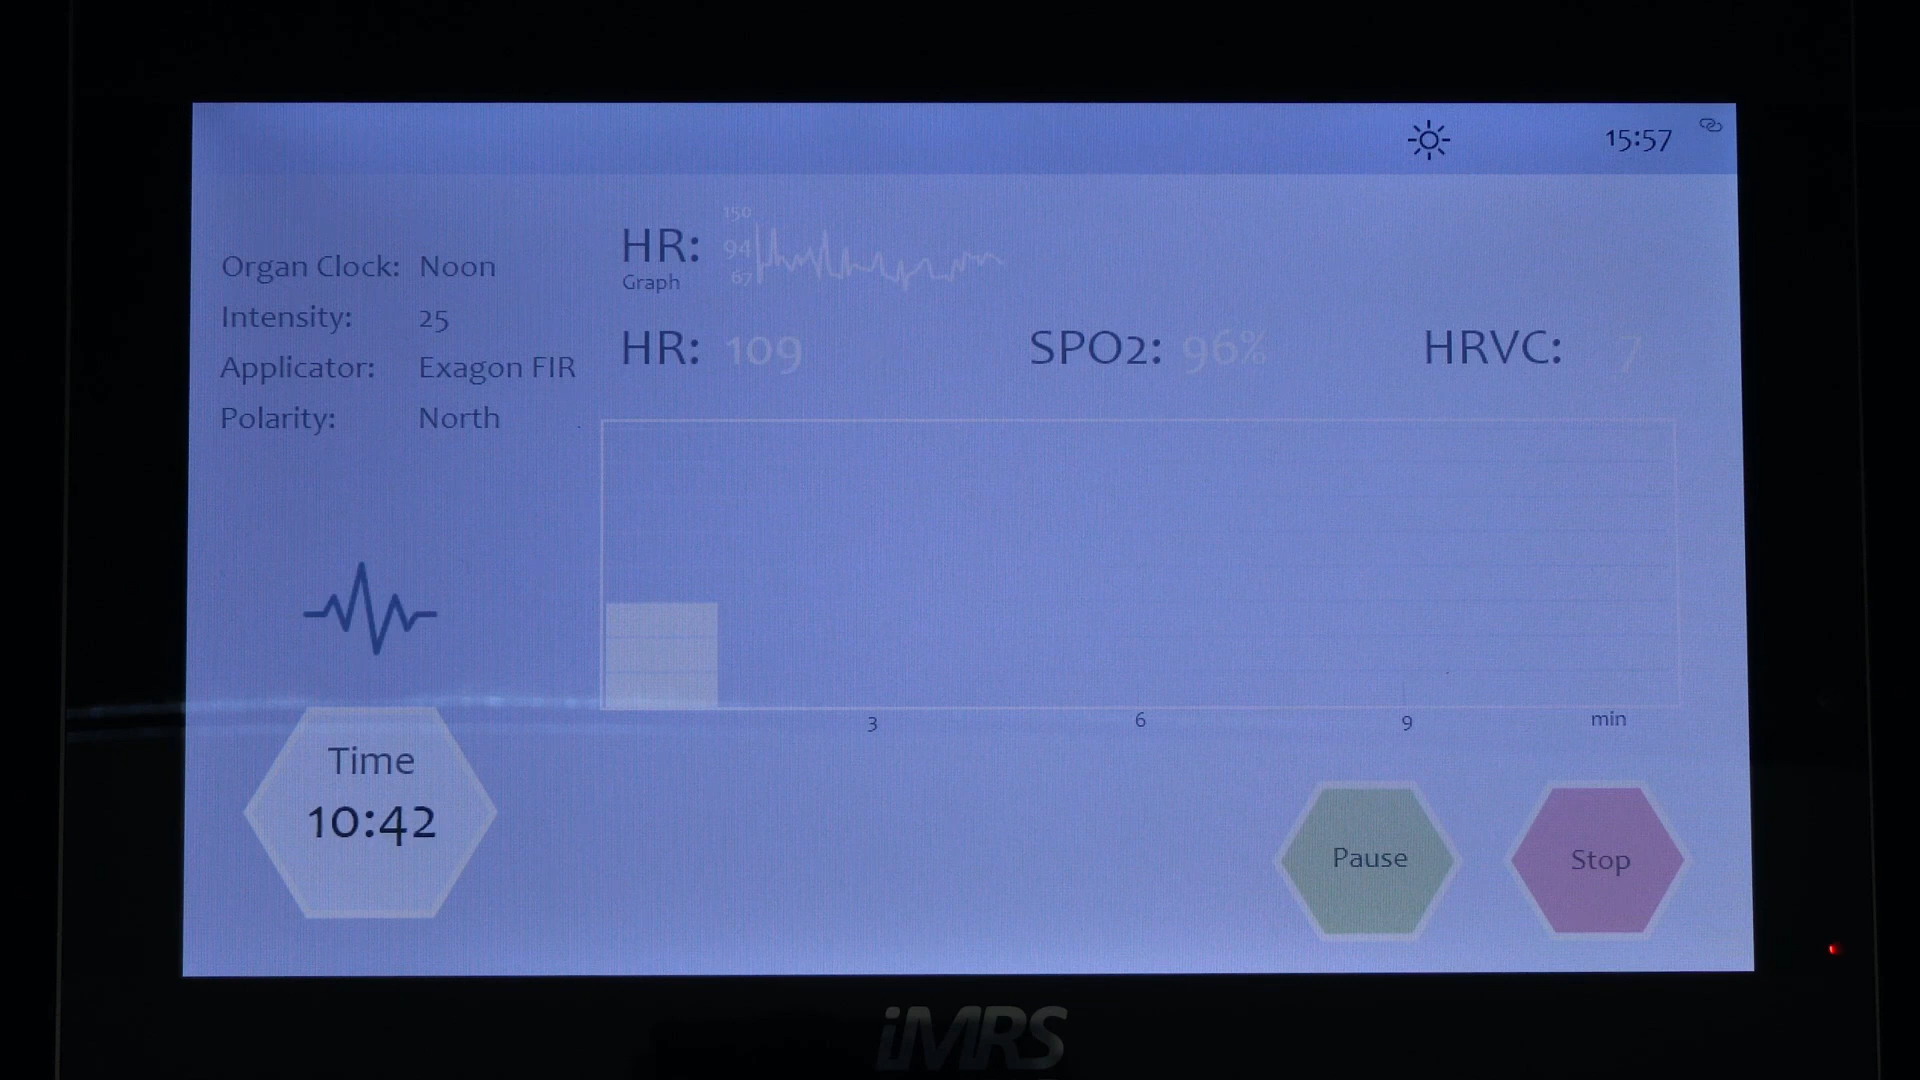 15:57
Organ Clock: Noon
Intensity: 25
Applicator: Exagon FIR
Polarity: North
HR:
Graph
150
94
67
HR: 109
SPO2: 96%
HRVC: 7
3
6
9
min
Time
10:42
Pause
Stop
iMRS